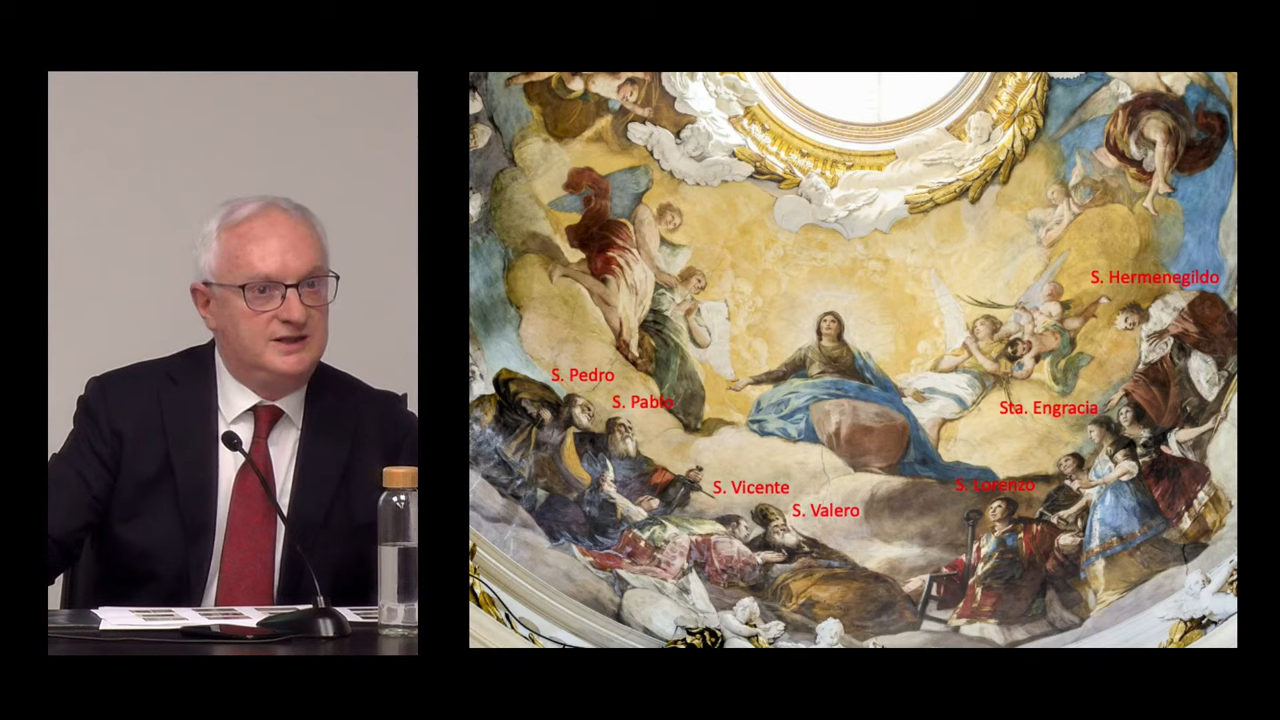 S. Hermenegildo
S. Pedro
S. Pablo
Sta. Engracia
S. Vicente
S. Lorenzo
S. Valero